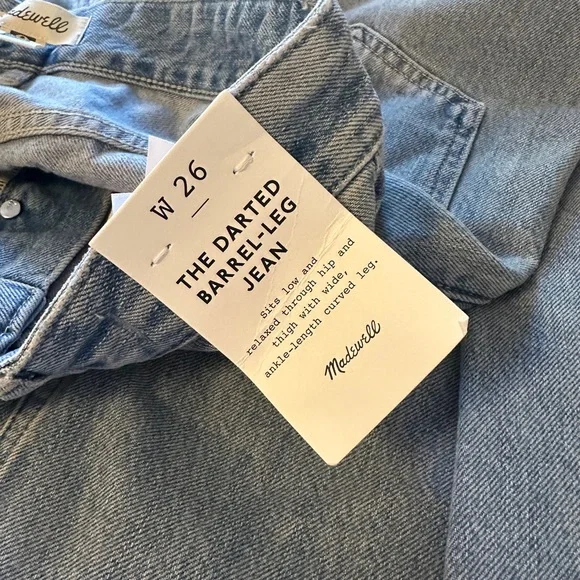 Madewell
W 26
THE DARTED
BARREL-LEG
JEAN
Sits low and
relaxed through hip and
thigh with wide,
ankle-length curved leg.
Madewell